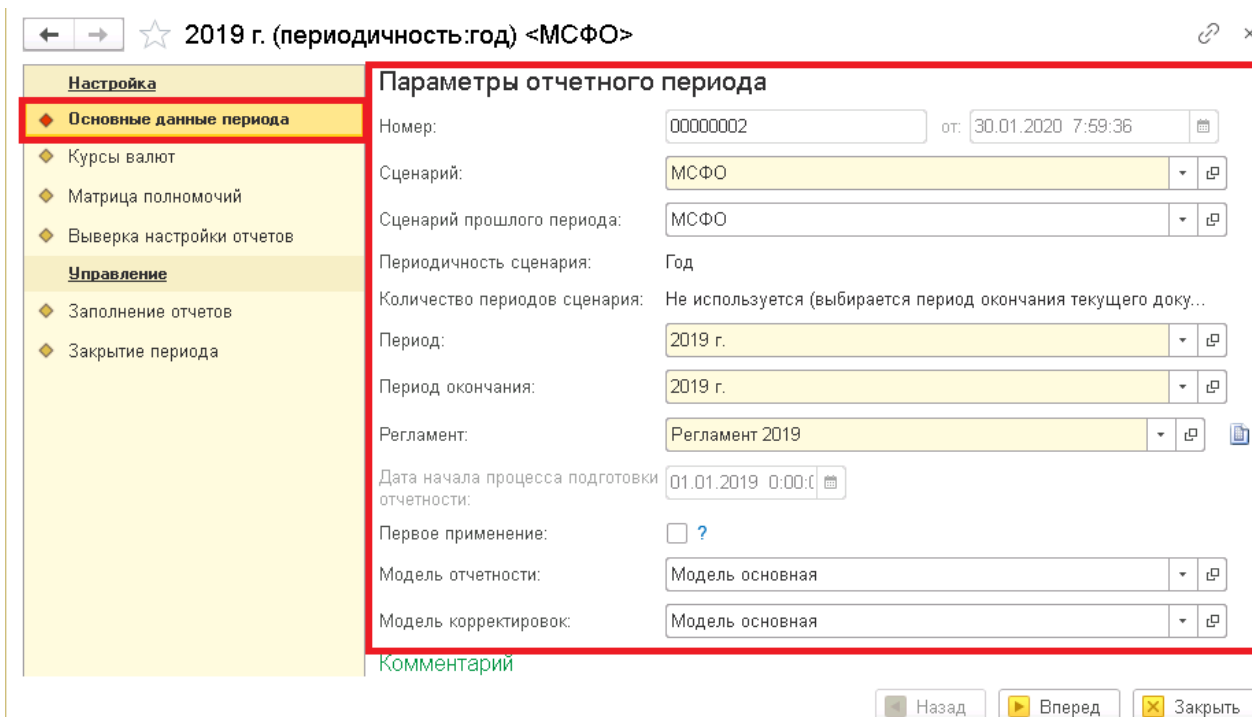 2019 г. (периодичность:год) <МСФО>
Настройка
Основные данные периода
Курсы валют
Матрица полномочий
Выверка настройки отчетов
Управление
Заполнение отчетов
Закрытие периода
Параметры отчетного периода
Номер: 00000002 от: 30.01.2020 7:59:36
Сценарий: МСФО
Сценарий прошлого периода: МСФО
Периодичность сценария: Год
Количество периодов сценария: Не используется (выбирается период окончания текущего доку...
Период: 2019 г.
Период окончания: 2019 г.
Регламент: Регламент 2019
Дата начала процесса подготовки отчетности: 01.01.2019 0:00:0
Первое применение: ?
Модель отчетности: Модель основная
Модель корректировок: Модель основная
Комментарий
Назад Вперед Закрыть